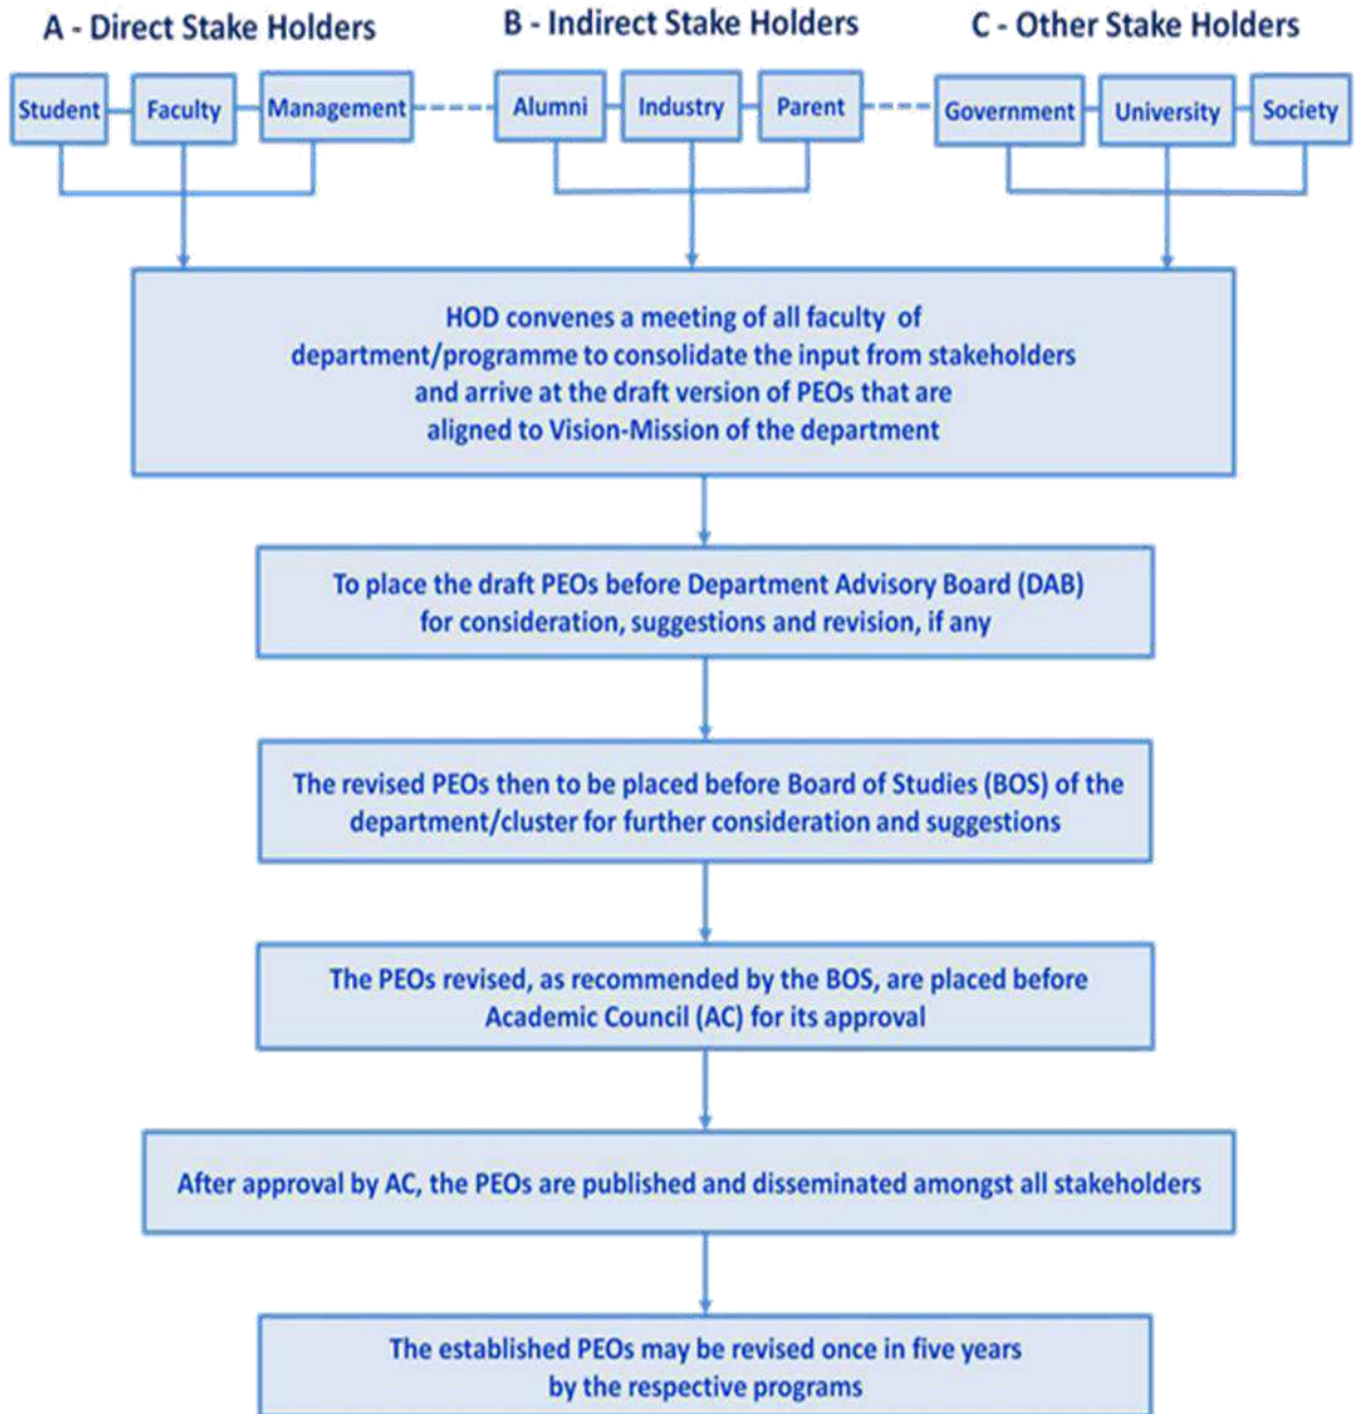 A - Direct Stake Holders
B - Indirect Stake Holders
C - Other Stake Holders
Student
Faculty
Management
Alumni
Industry
Parent
Government
University
Society
HOD convenes a meeting of all faculty of
department/programme to consolidate the input from stakeholders
and arrive at the draft version of PEOs that are
aligned to Vision-Mission of the department
To place the draft PEOs before Department Advisory Board (DAB)
for consideration, suggestions and revision, if any
The revised PEOs then to be placed before Board of Studies (BOS) of the
department/cluster for further consideration and suggestions
The PEOs revised, as recommended by the BOS, are placed before
Academic Council (AC) for its approval
After approval by AC, the PEOs are published and disseminated amongst all stakeholders
The established PEOs may be revised once in five years
by the respective programs